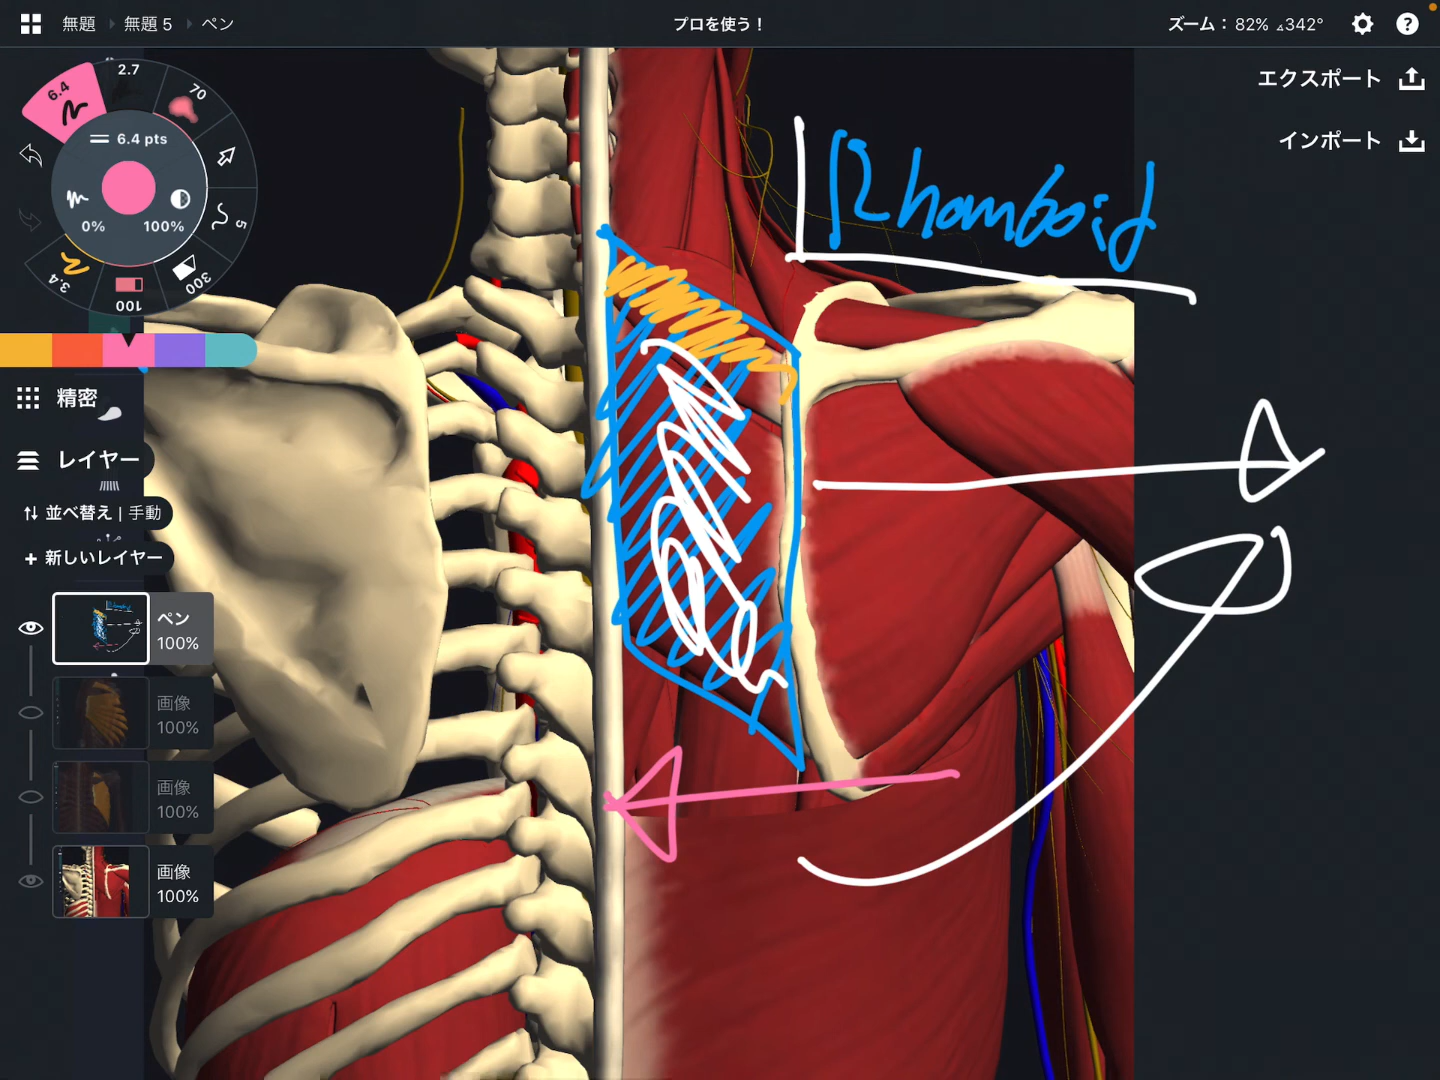 無題 無題 5 ペン
プロを使う！
ズーム： 82% ⊿342°
エクスポート
インポート
2.7
6.4
70
6.4 pts
0% 100%
5
3.4
300
100
Rhomboid
精密
レイヤー
並べ替え | 手動
+ 新しいレイヤー
ペン
100%
画像
100%
画像
100%
画像
100%